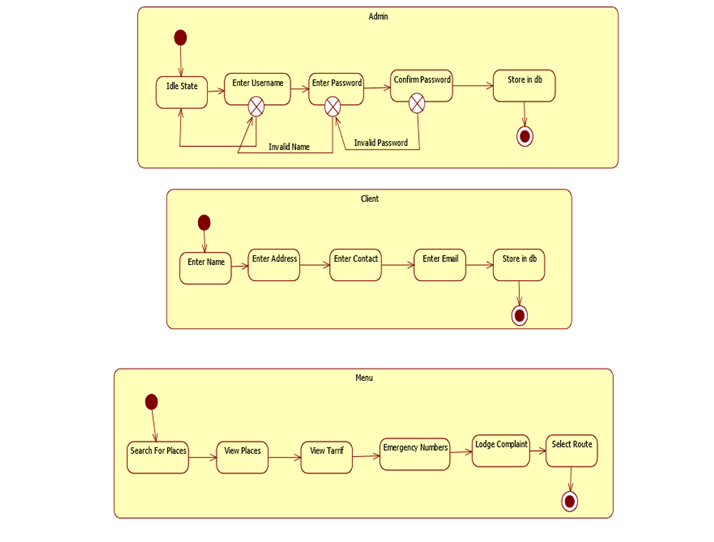 Admin
Idle State
Enter Username
Enter Password
Confirm Password
Store in db
Invalid Name
Invalid Password
Client
Enter Name
Enter Address
Enter Contact
Enter Email
Store in db
Menu
Search For Places
View Places
View Tarrif
Emergency Numbers
Lodge Complaint
Select Route